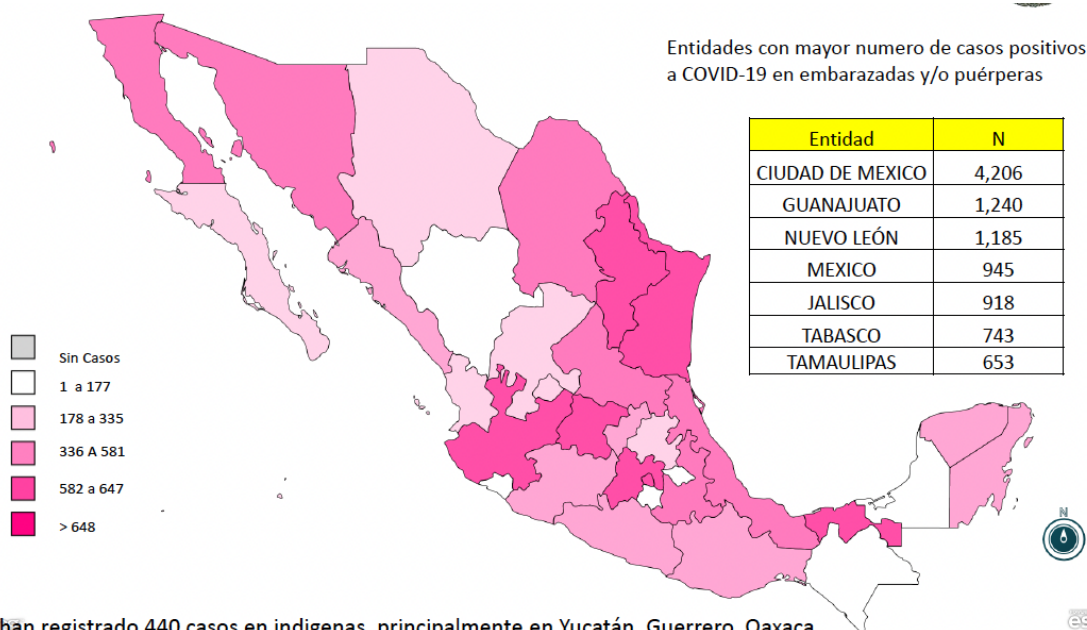 Entidades con mayor numero de casos positivos
a COVID-19 en embarazadas y/o puérperas
Entidad N
CIUDAD DE MEXICO 4,206
GUANAJUATO 1,240
NUEVO LEÓN 1,185
MEXICO 945
JALISCO 918
TABASCO 743
TAMAULIPAS 653
Sin Casos
1 a 177
178 a 335
336 A 581
582 a 647
> 648
N
han registrado 440 casos en indigenas, principalmente en Yucatán, Guerrero, Oaxaca